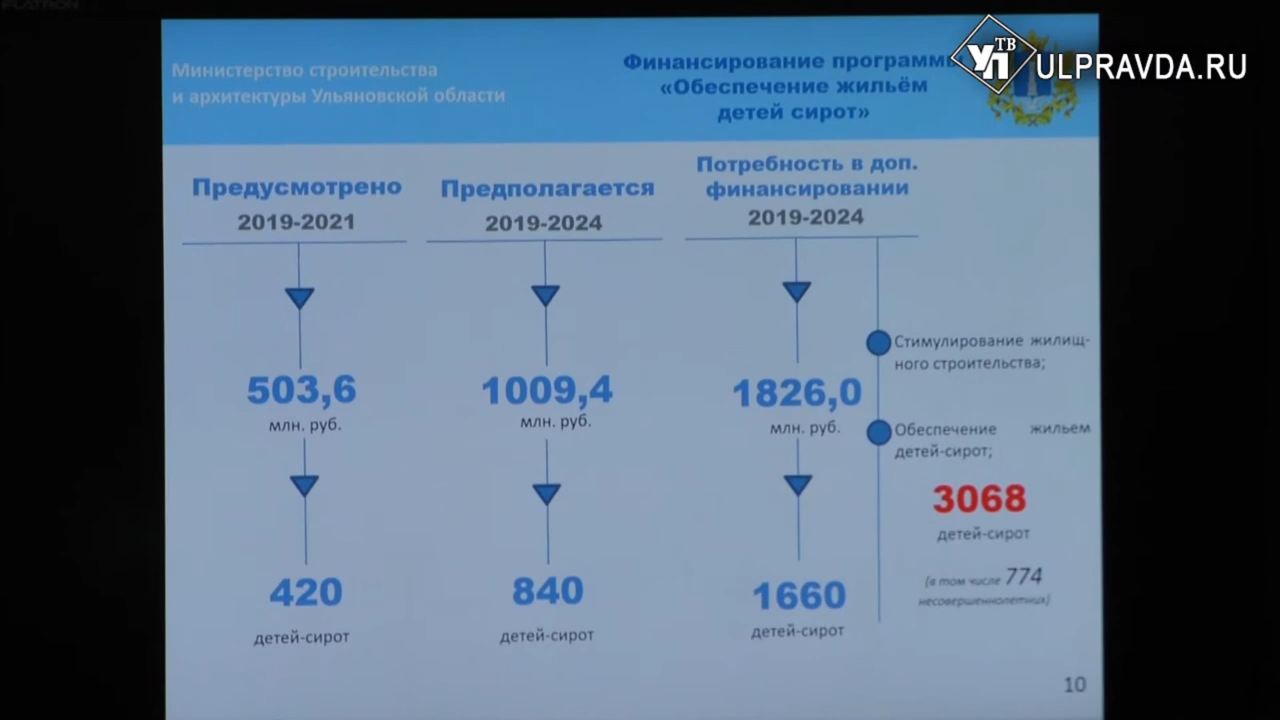 PLATRON
Министерство строительства
и архитектуры Ульяновской области
Финансирование программ
«Обеспечение жильём
детей сирот»
УП ТВ ULPRAVDA.RU
Предусмотрено
2019-2021
503,6
млн. руб.
420
детей-сирот
Предполагается
2019-2024
1009,4
млн. руб.
840
детей-сирот
Потребность в доп.
финансировании
2019-2024
1826,0
млн. руб.
1660
детей-сирот
Стимулирование жилищ-
ного строительства;
Обеспечение жильем
детей-сирот;
3068
детей-сирот
(в том числе 774
несовершеннолетних)
10